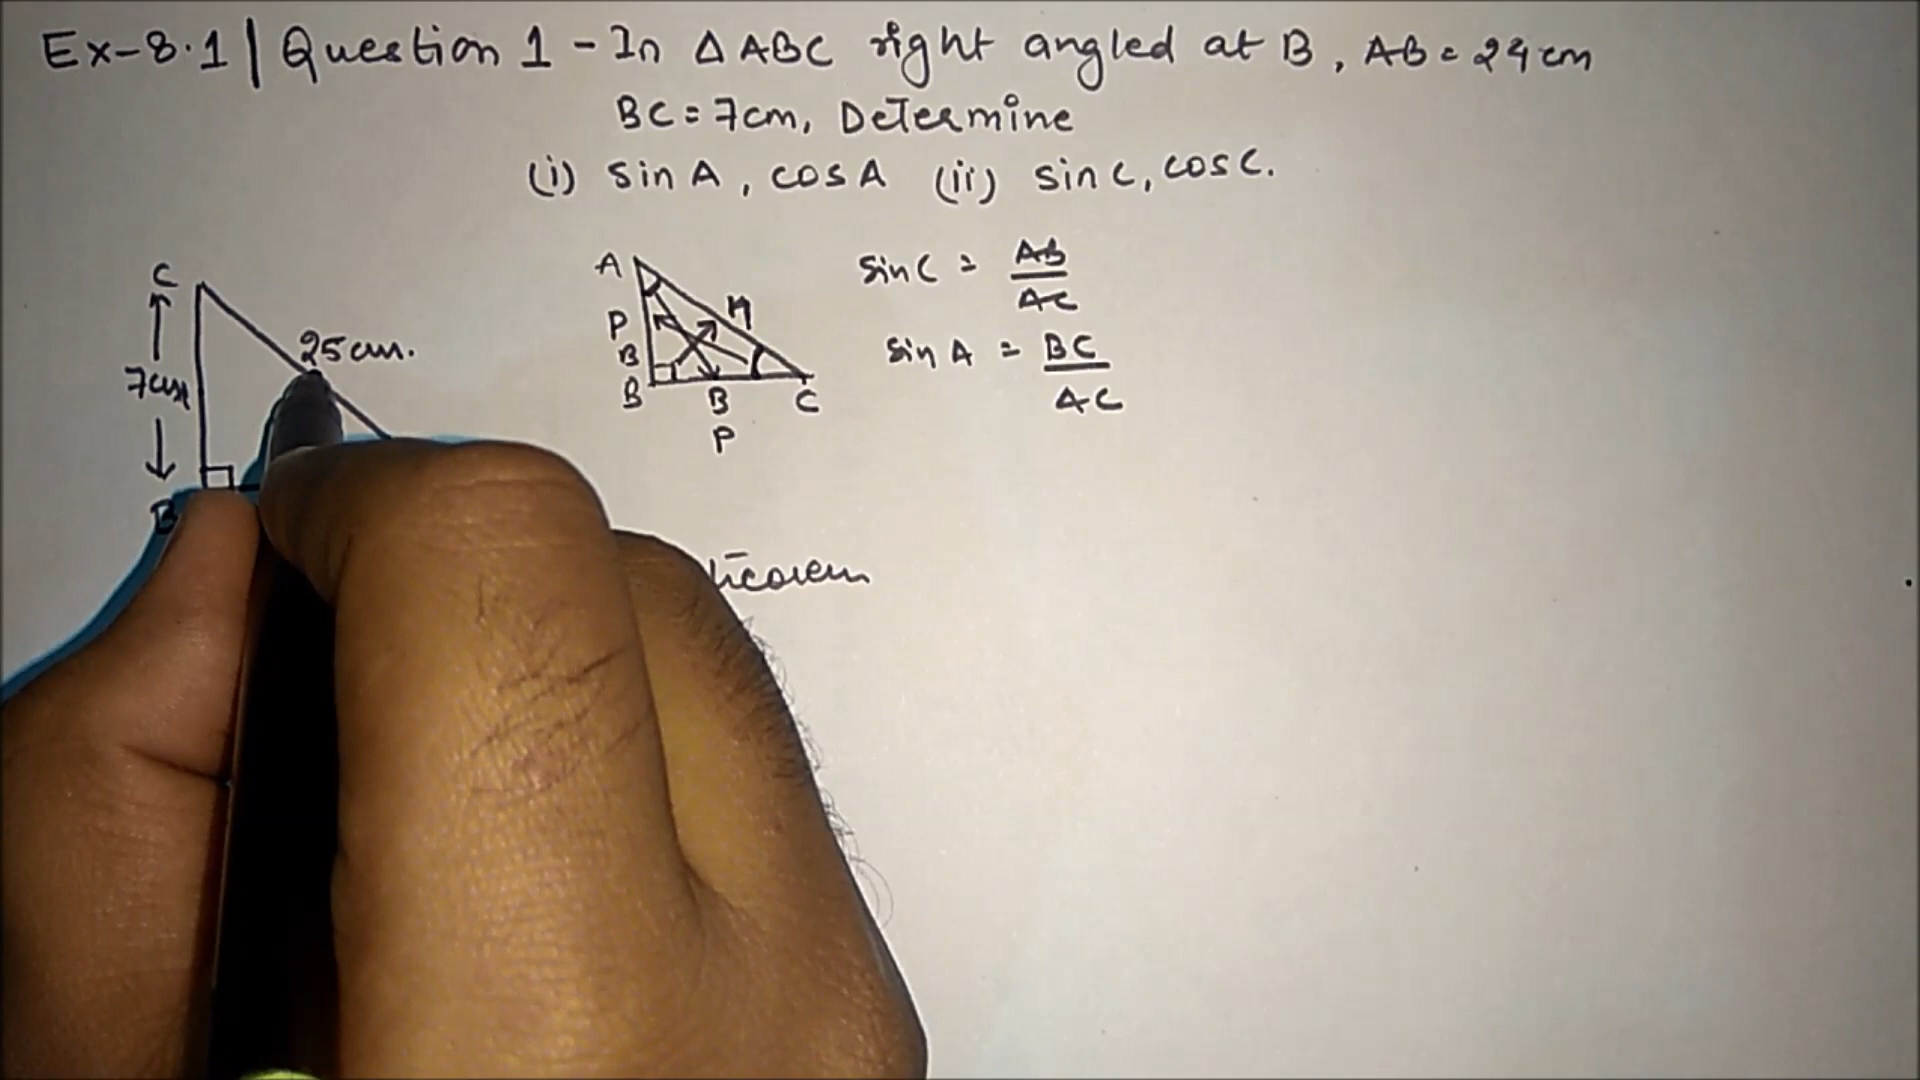 Ex-8.1 | Question 1 - In △ ABC right angled at B, AB = 24 cm
BC = 7cm, Determine
(i) sin A, cos A (ii) sin C, cos C.
C
25 cm.
7cm
B
A
P
H
B
B
B
C
P
sin C = AB
AC
sin A = BC
AC